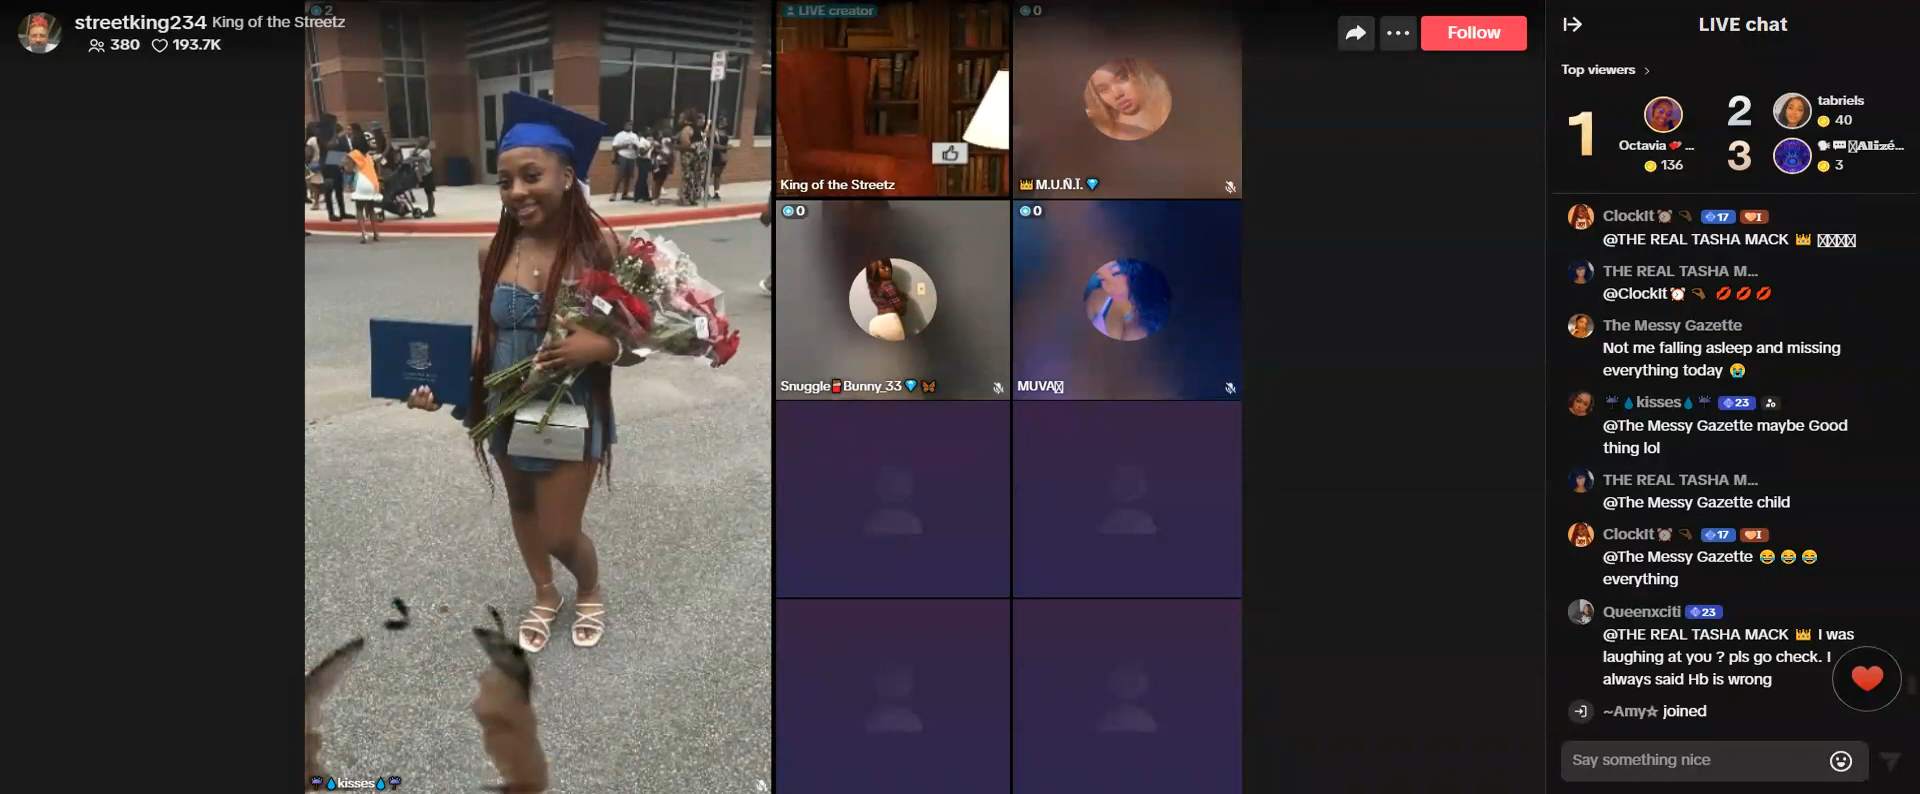 streetking234 King of the Streetz
380 193.7K
2
LIVE creator
0
Follow
King of the Streetz
M.U.Ñ.Ï.
0
0
Snuggle Bunny_33
MUVA
kisses
LIVE chat
Top viewers
1
Octavia ...
136
2
tabriels
40
3
Alizé...
3
ClockIt 17 I
@THE REAL TASHA MACK
THE REAL TASHA M...
@ClockIt
The Messy Gazette
Not me falling asleep and missing
everything today
kisses 23
@The Messy Gazette maybe Good
thing lol
THE REAL TASHA M...
@The Messy Gazette child
ClockIt 17 I
@The Messy Gazette 😂 😂 😂
everything
Queenxciti 23
@THE REAL TASHA MACK 👑 I was
laughing at you ? pls go check. I
always said Hb is wrong
~Amy☆ joined
Say something nice